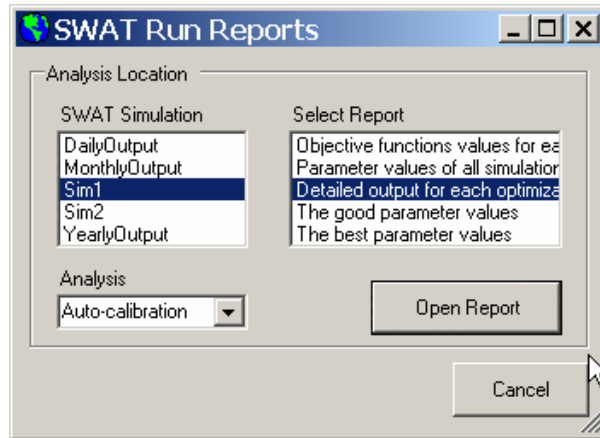 SWAT Run Reports
Analysis Location
SWAT Simulation
DailyOutput
MonthlyOutput
Sim1
Sim2
YearlyOutput
Select Report
Objective functions values for ea
Parameter values of all simulation
Detailed output for each optimiza
The good parameter values
The best parameter values
Analysis
Auto-calibration
Open Report
Cancel